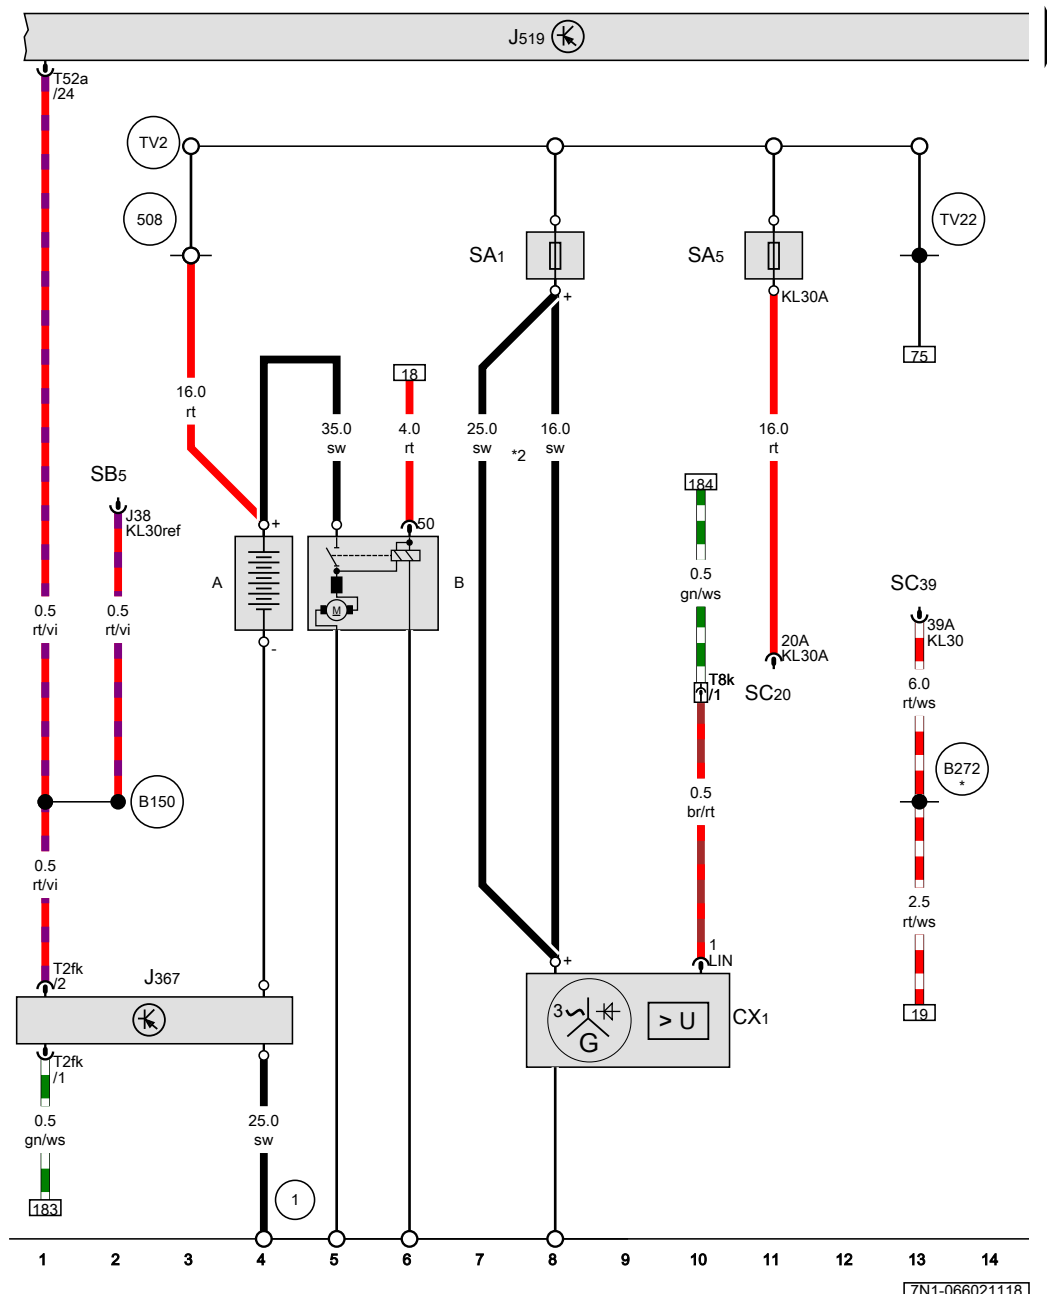 J519
T52a
/24
TV2
508
SA1
SA5
TV22
+
KL30A
75
16.0
rt
18
35.0
sw
4.0
rt
25.0
sw
*2
16.0
sw
16.0
rt
SB5
J38
KL30ref
184
+
50
A
B
M
-
0.5
rt/vi
0.5
rt/vi
0.5
gn/ws
SC39
39A
KL30
20A
KL30A
T8k
/1
SC20
6.0
rt/ws
B150
B272
*
0.5
br/rt
0.5
rt/vi
2.5
rt/ws
T2fk
/2
J367
+
1
LIN
3
G
> U
CX1
19
T2fk
/1
0.5
gn/ws
25.0
sw
183
1
1 2 3 4 5 6 7 8 9 10 11 12 13 14
7N1-066021118